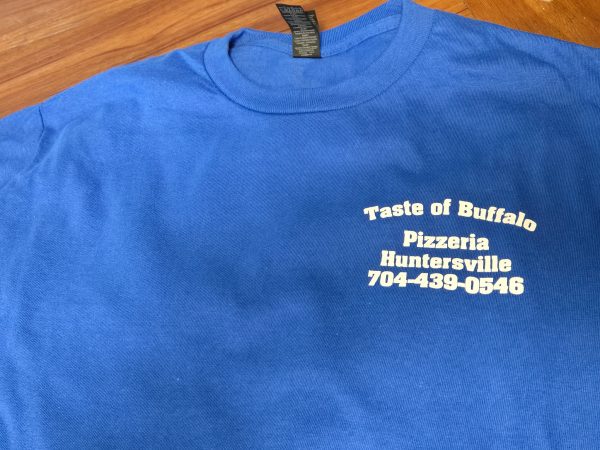 Taste of Buffalo
Pizzeria
Huntersville
704-439-0546